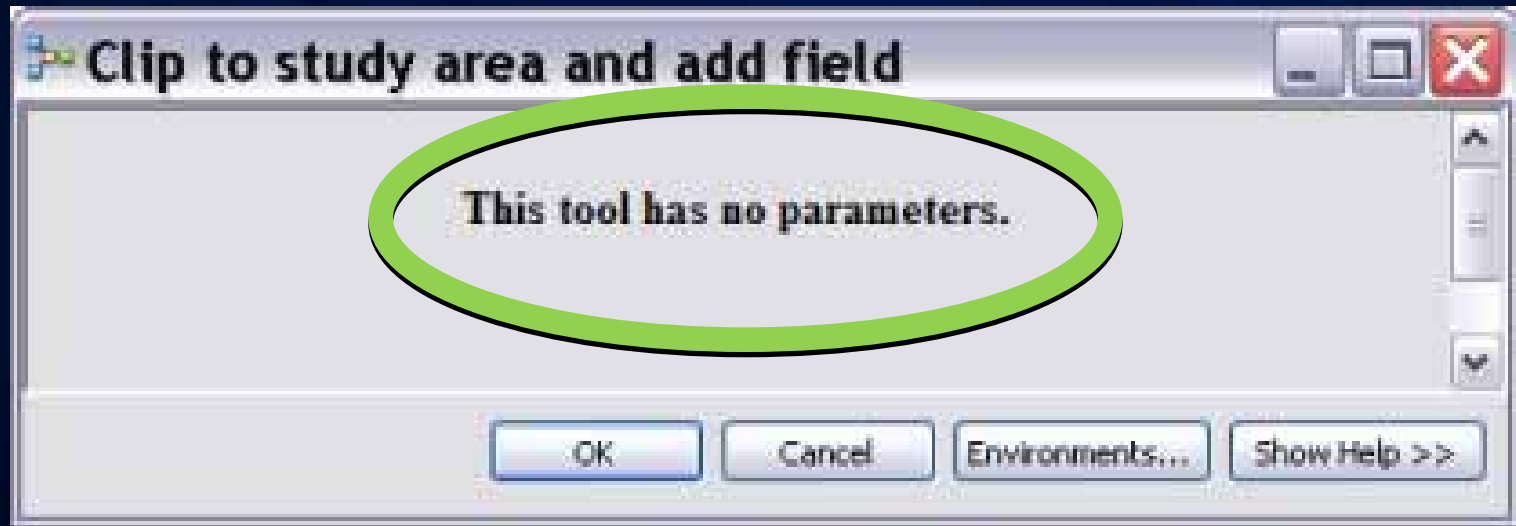 Clip to study area and add field
This tool has no parameters.
OK Cancel Environments... Show Help >>